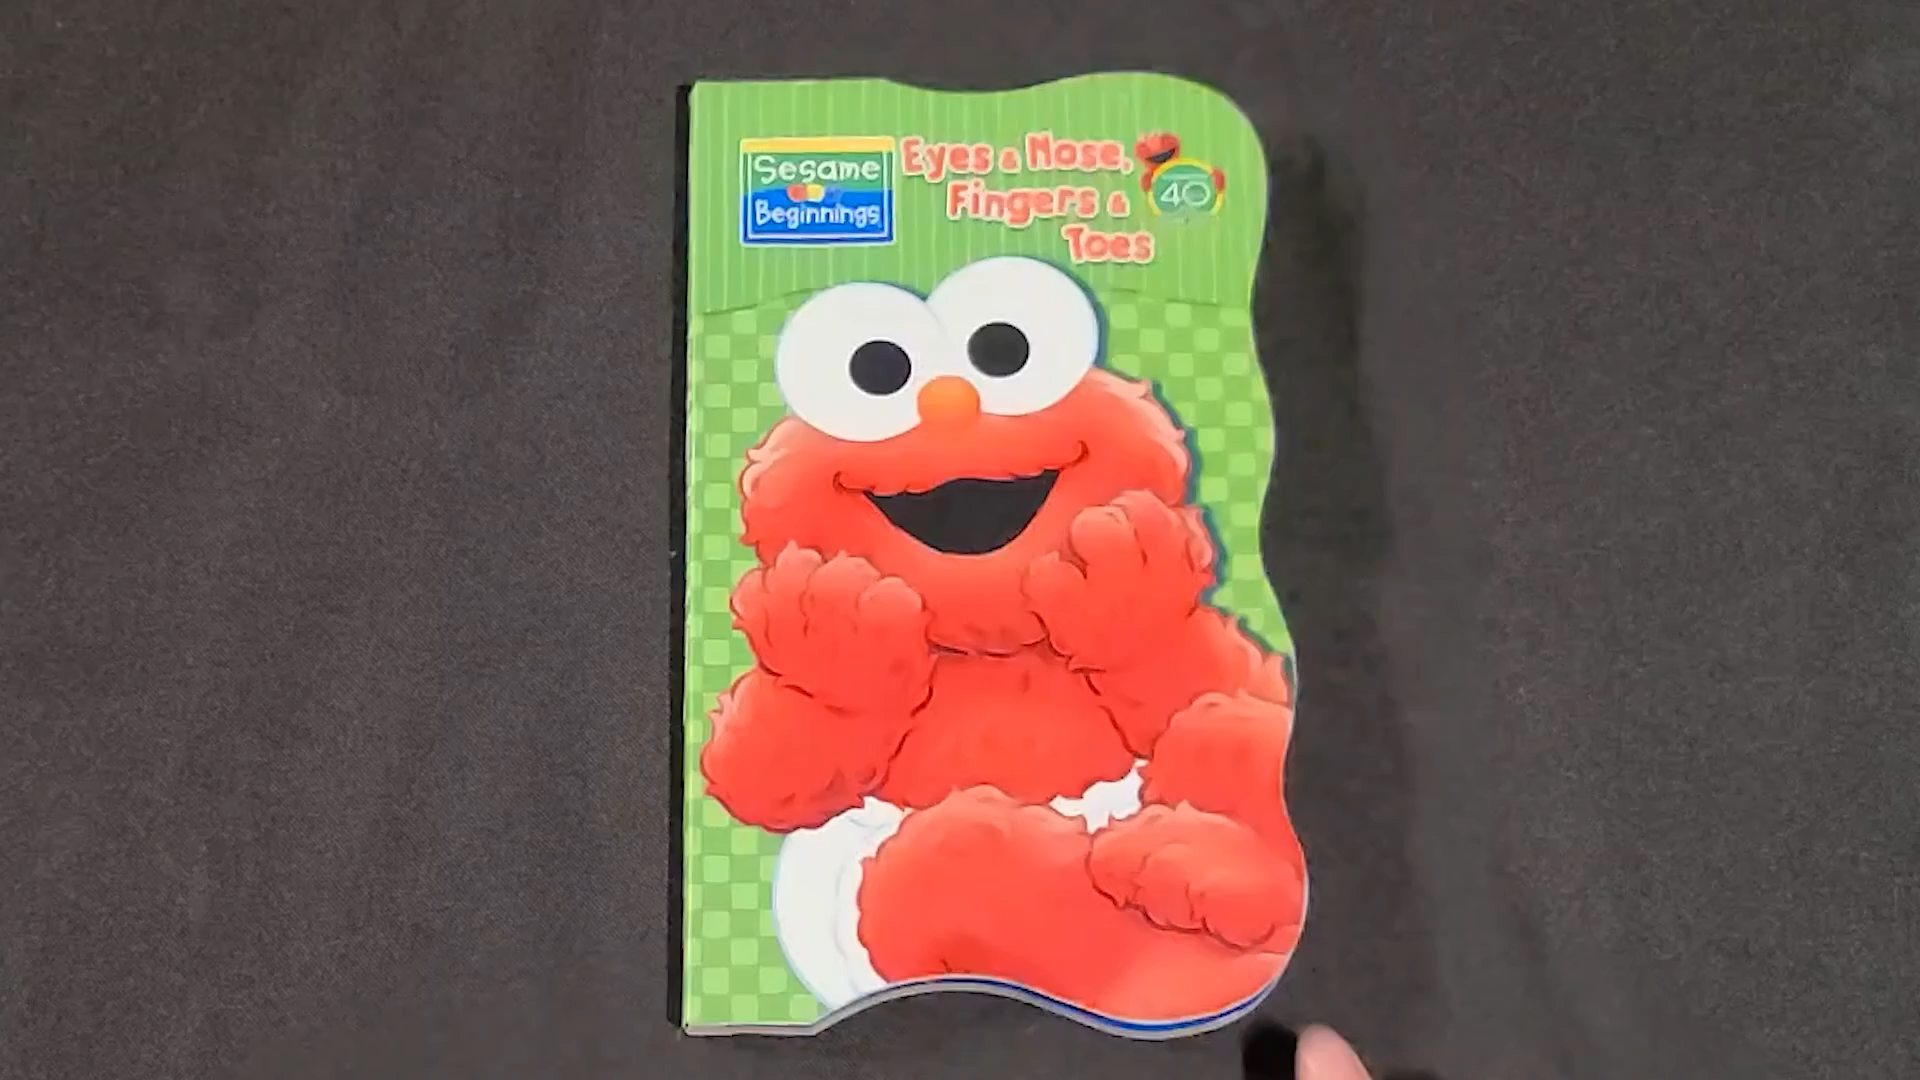 Sesame
Beginnings
Eyes & Nose,
Fingers &
Toes
40